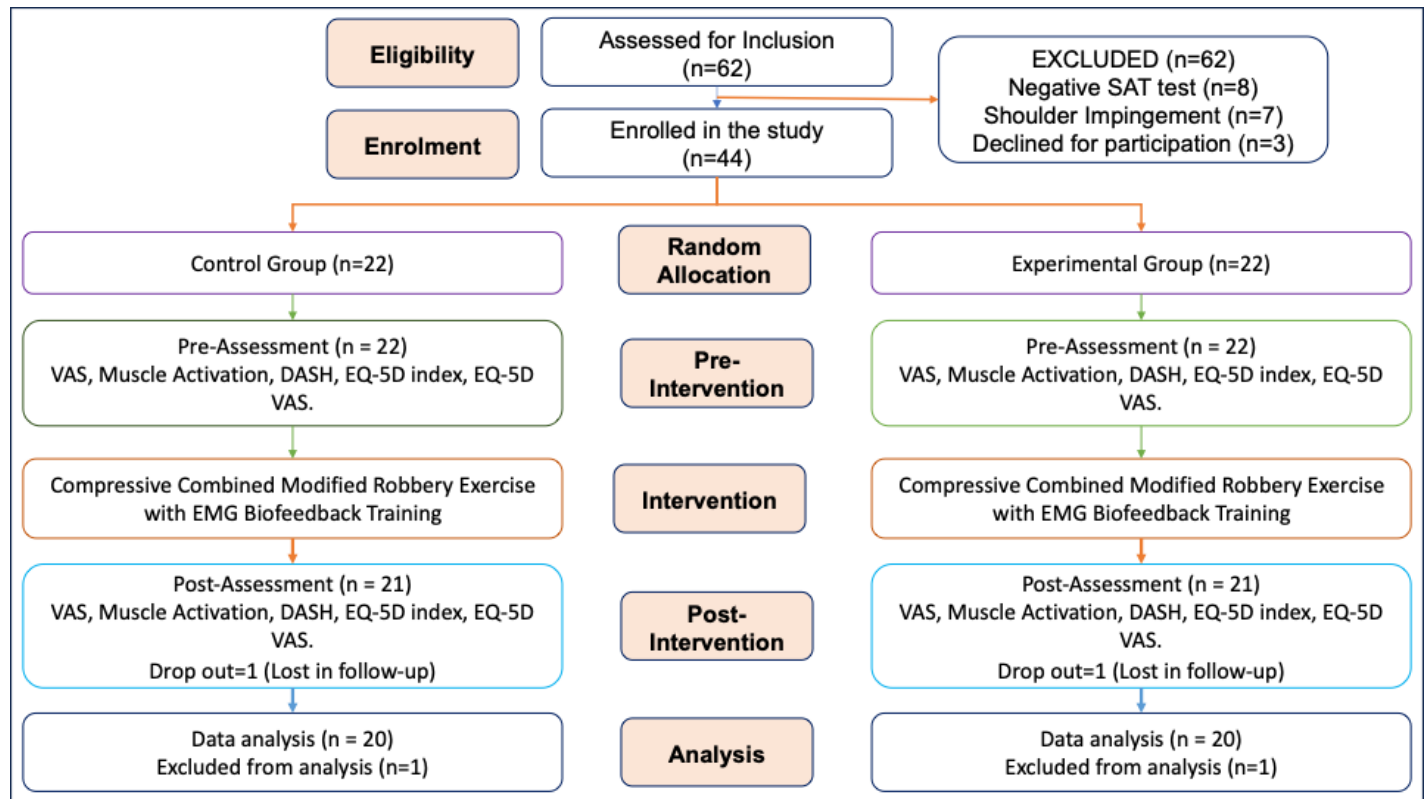 Eligibility
Assessed for Inclusion
(n=62)
EXCLUDED (n=62)
Negative SAT test (n=8)
Shoulder Impingement (n=7)
Declined for participation (n=3)
Enrolment
Enrolled in the study
(n=44)
Control Group (n=22)
Random
Allocation
Experimental Group (n=22)
Pre-Assessment (n = 22)
VAS, Muscle Activation, DASH, EQ-5D index, EQ-5D
VAS.
Pre-
Intervention
Pre-Assessment (n = 22)
VAS, Muscle Activation, DASH, EQ-5D index, EQ-5D
VAS.
Compressive Combined Modified Robbery Exercise
with EMG Biofeedback Training
Intervention
Compressive Combined Modified Robbery Exercise
with EMG Biofeedback Training
Post-Assessment (n = 21)
VAS, Muscle Activation, DASH, EQ-5D index, EQ-5D
VAS.
Drop out=1 (Lost in follow-up)
Post-
Intervention
Post-Assessment (n = 21)
VAS, Muscle Activation, DASH, EQ-5D index, EQ-5D
VAS.
Drop out=1 (Lost in follow-up)
Data analysis (n = 20)
Excluded from analysis (n=1)
Analysis
Data analysis (n = 20)
Excluded from analysis (n=1)